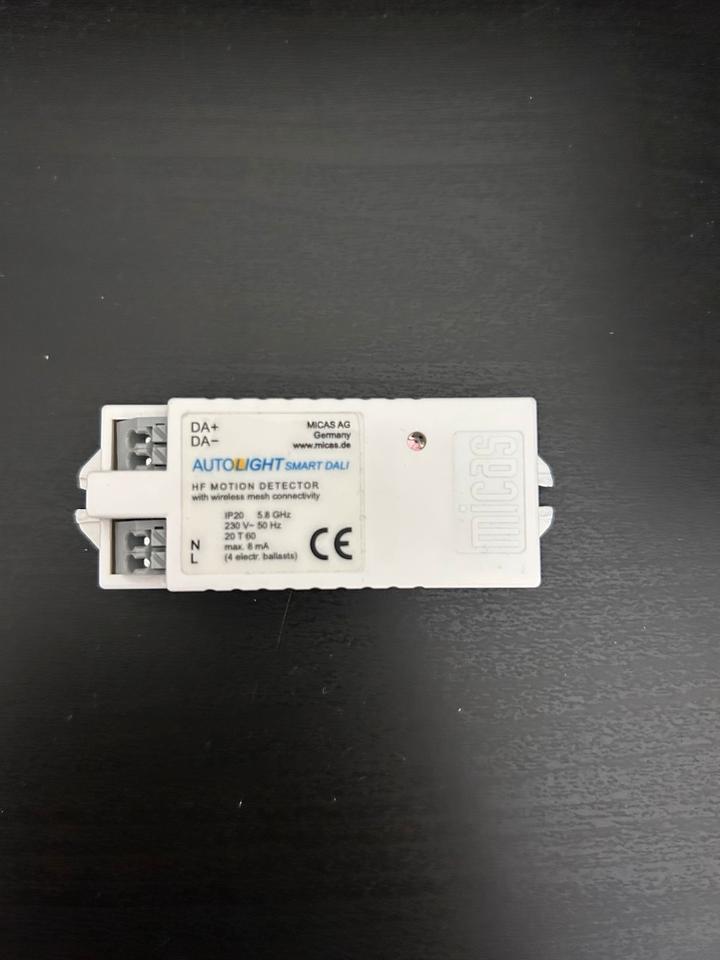 DA+
DA−
MICAS AG
Germany
www.micas.de
AUTOLIGHT SMART DALI
HF MOTION DETECTOR
with wireless mesh connectivity
IP20 5.8 GHz
230 V~ 50 Hz
20 T 60
N max. 8 mA
L (4 electr. ballasts)
CE
micas